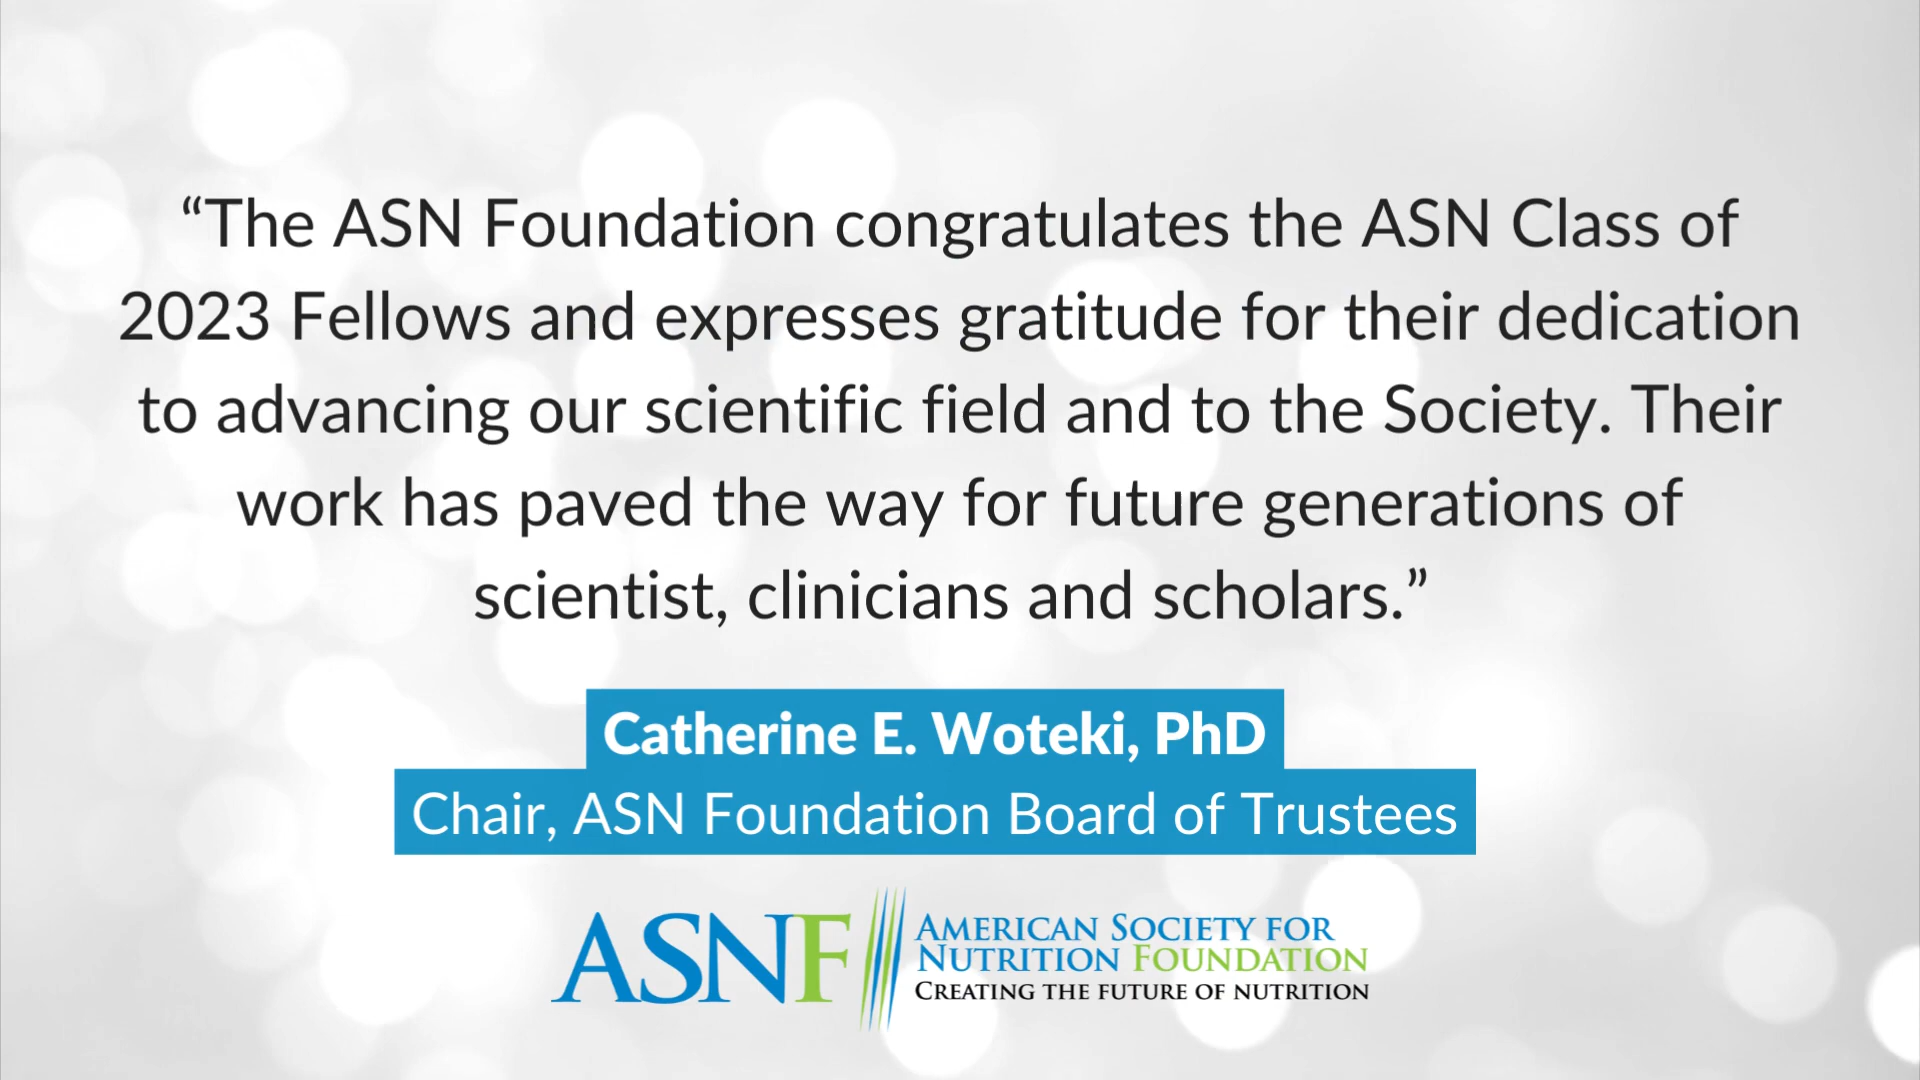 “The ASN Foundation congratulates the ASN Class of
2023 Fellows and expresses gratitude for their dedication
to advancing our scientific field and to the Society. Their
work has paved the way for future generations of
scientist, clinicians and scholars.”
Catherine E. Woteki, PhD
Chair, ASN Foundation Board of Trustees
ASNF
AMERICAN SOCIETY FOR
NUTRITION FOUNDATION
CREATING THE FUTURE OF NUTRITION